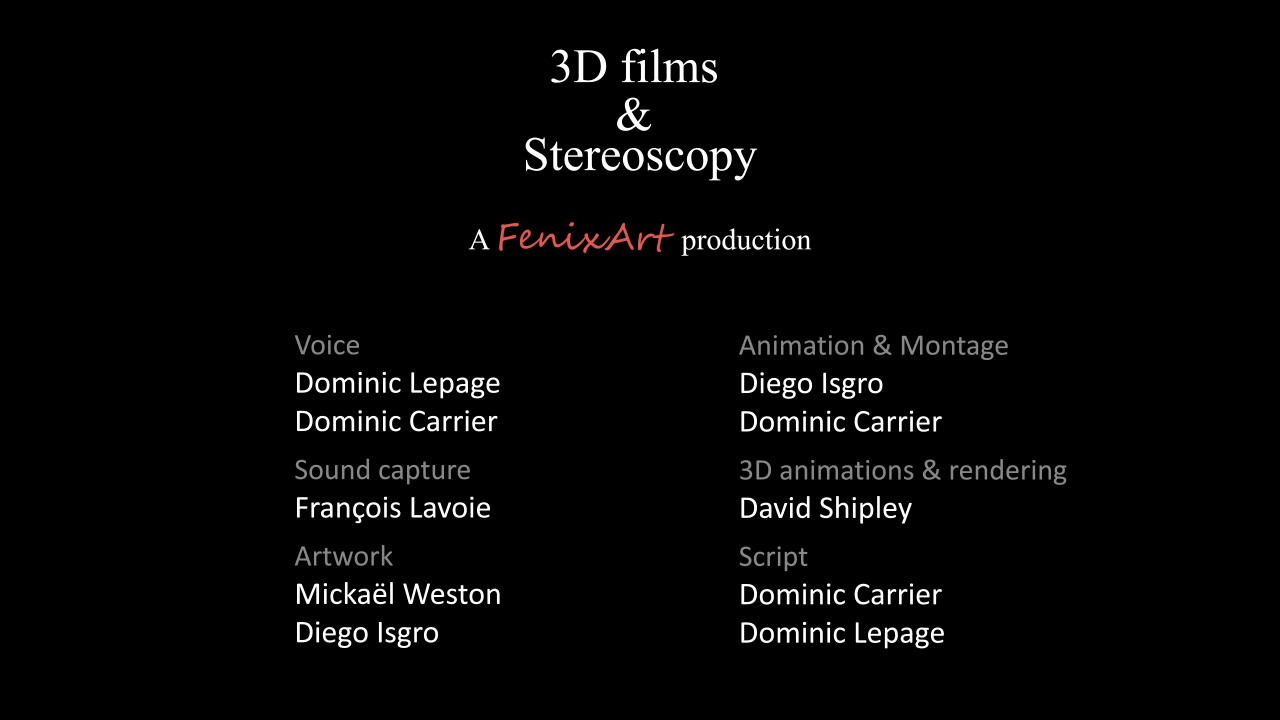 3D films
&
Stereoscopy
A FenixArt production
Voice
Dominic Lepage
Dominic Carrier
Sound capture
François Lavoie
Artwork
Mickaël Weston
Diego Isgro
Animation & Montage
Diego Isgro
Dominic Carrier
3D animations & rendering
David Shipley
Script
Dominic Carrier
Dominic Lepage